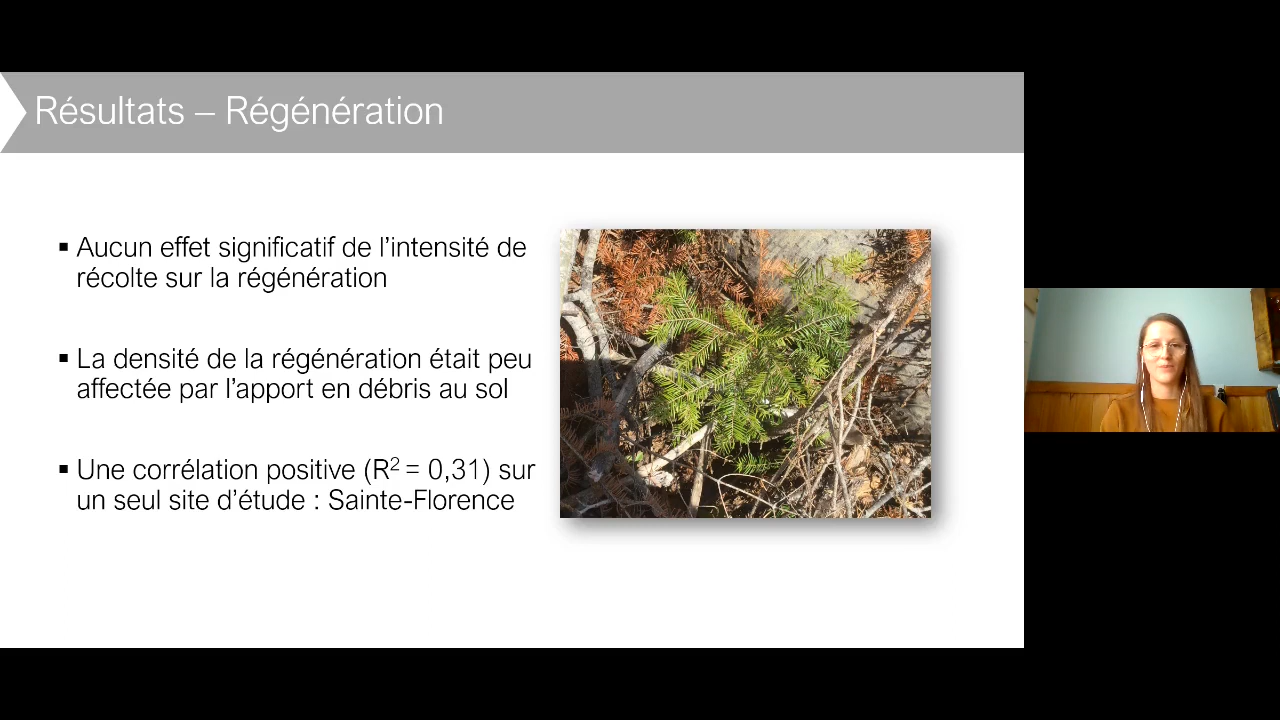 Résultats – Régénération
▪ Aucun effet significatif de l’intensité de
récolte sur la régénération
▪ La densité de la régénération était peu
affectée par l’apport en débris au sol
▪ Une corrélation positive (R² = 0,31) sur
un seul site d’étude : Sainte-Florence